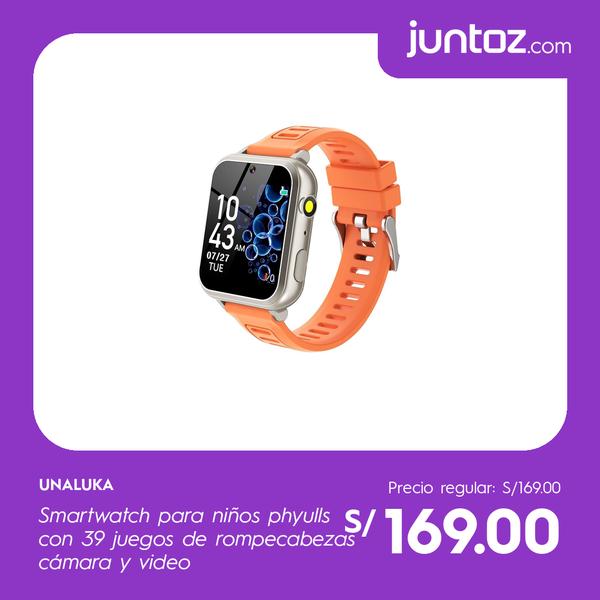 juntoz.com
10
43 AM
07/27
TUE
UNALUKA
Precio regular: S/169.00
Smartwatch para niños phyulls
con 39 juegos de rompecabezas
cámara y video
S/ 169.00